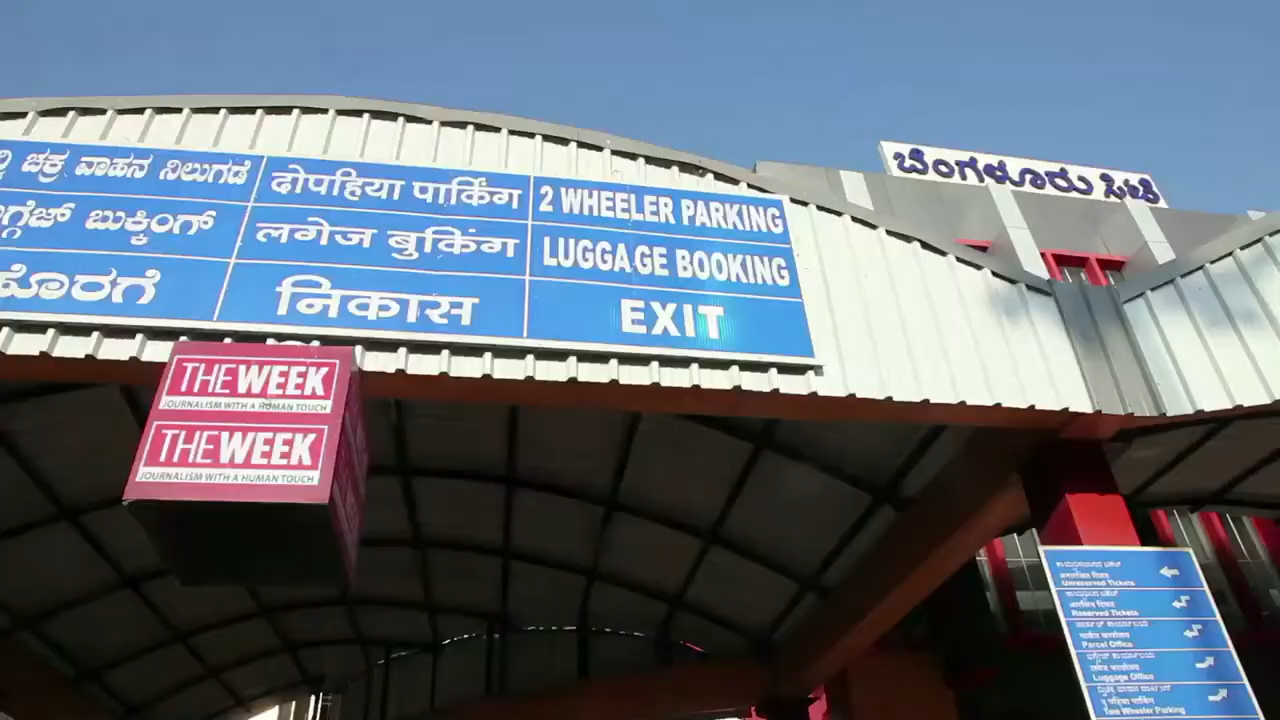 ಚಕ್ರ ವಾಹನ ನಿಲುಗಡೆ
ढोपहिया पार्किंग
2 WHEELER PARKING
ಬುಕ್ಕಿಂಗ್
लगेज बुकिंग
LUGGAGE BOOKING
ಹೊರಗೆ
निकास
EXIT
ಬೆಂಗಳೂರು ಸಿಟಿ
THE WEEK
JOURNALISM WITH A HUMAN TOUCH
THE WEEK
JOURNALISM WITH A HUMAN TOUCH
Unreserved Tickets
Reserved Tickets
Parcel Office
Luggage Office
Two Wheeler Parking